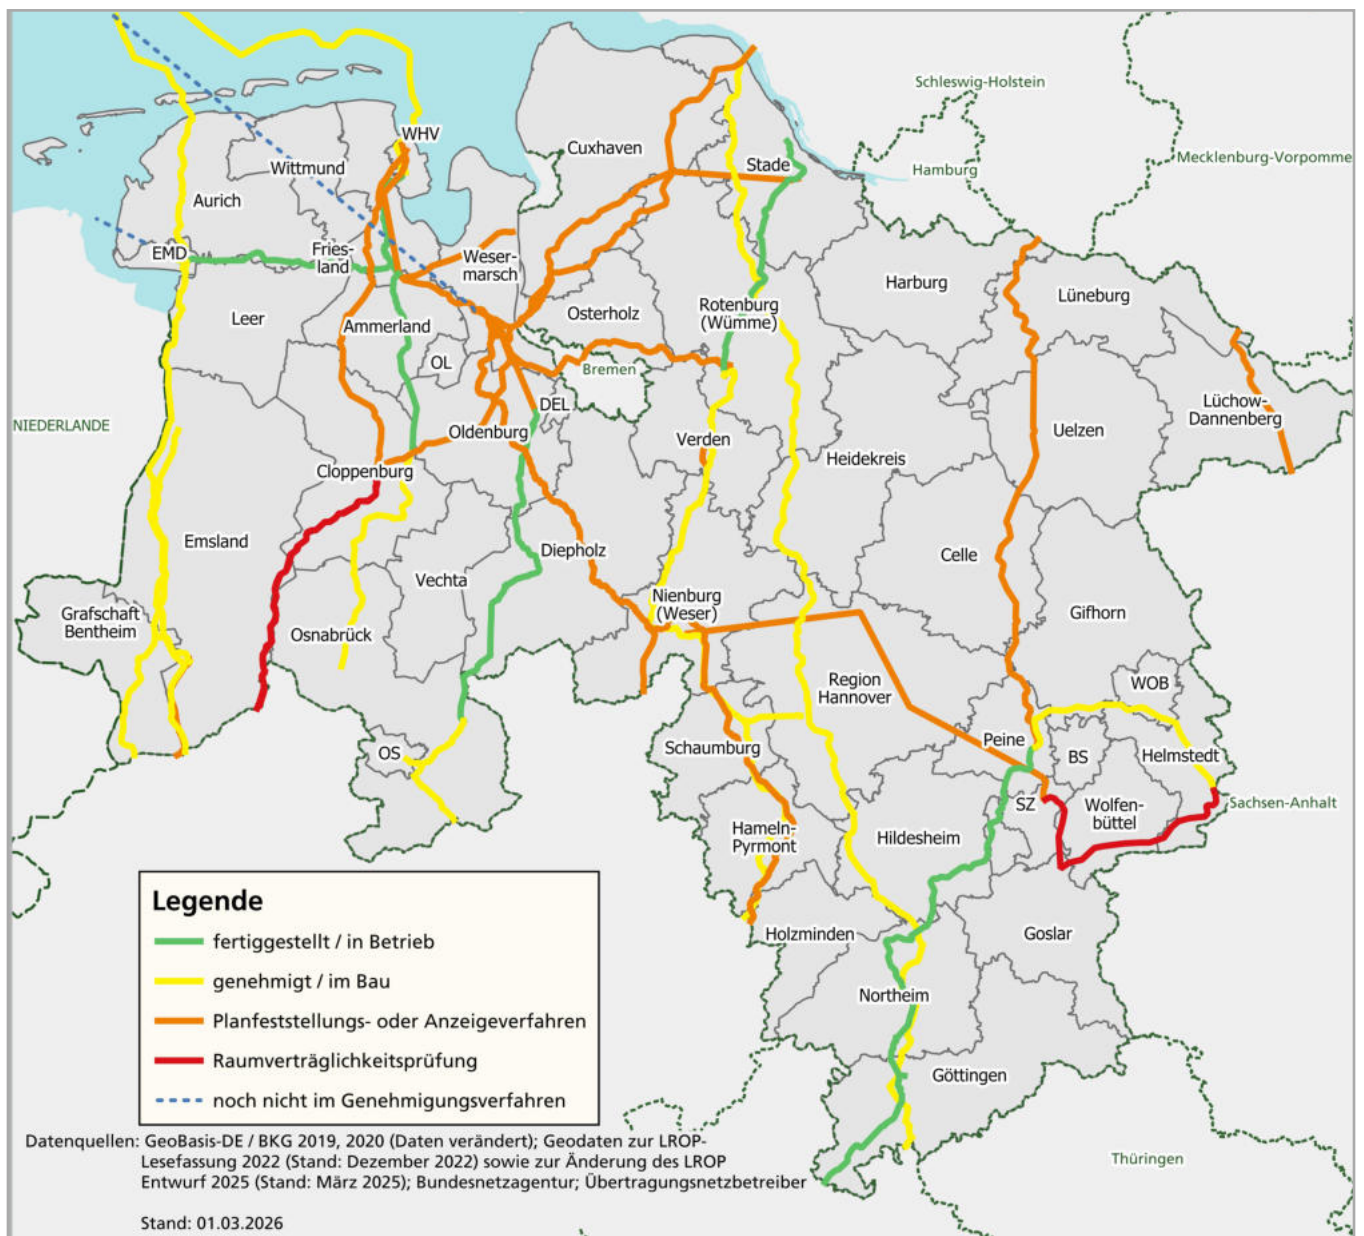 Schleswig-Holstein
WHV
Cuxhaven
Mecklenburg-Vorpomme
Wittmund
Stade
Hamburg
Aurich
EMD
Fries-
land
Weser-
marsch
Harburg
Lüneburg
Leer
Ammerland
Osterholz
Rotenburg
(Wümme)
OL
Bremen
NIEDERLANDE
DEL
Lüchow-
Dannenberg
Oldenburg
Verden
Uelzen
Cloppenburg
Heidekreis
Emsland
Diepholz
Celle
Vechta
Grafschaft
Bentheim
Nienburg
(Weser)
Gifhorn
Osnabrück
Region
Hannover
WOB
OS
Schaumburg
Peine
BS
Helmstedt
SZ
Wolfen-
büttel
Sachsen-Anhalt
Hameln-
Pyrmont
Hildesheim
Holzminden
Goslar
Northeim
Göttingen
Thüringen
Legende
fertiggestellt / in Betrieb
genehmigt / im Bau
Planfeststellungs- oder Anzeigeverfahren
Raumverträglichkeitsprüfung
noch nicht im Genehmigungsverfahren
Datenquellen: GeoBasis-DE / BKG 2019, 2020 (Daten verändert); Geodaten zur LROP-
Lesefassung 2022 (Stand: Dezember 2022) sowie zur Änderung des LROP
Entwurf 2025 (Stand: März 2025); Bundesnetzagentur; Übertragungsnetzbetreiber
Stand: 01.03.2026